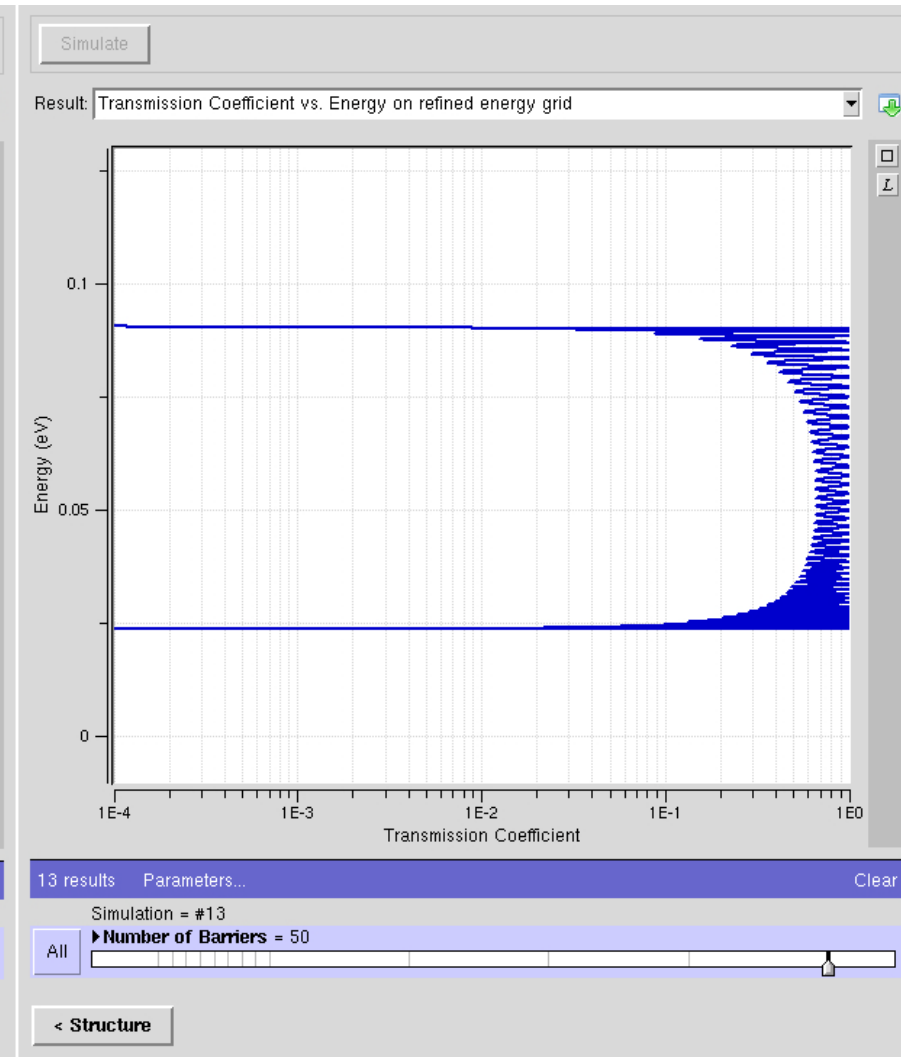 Simulate
Result: Transmission Coefficient vs. Energy on refined energy grid
L
0.1
0.05
0
Energy (eV)
1E-4 1E-3 1E-2 1E-1 1E0
Transmission Coefficient
13 results Parameters... Clear
Simulation = #13
All
Number of Barriers = 50
< Structure